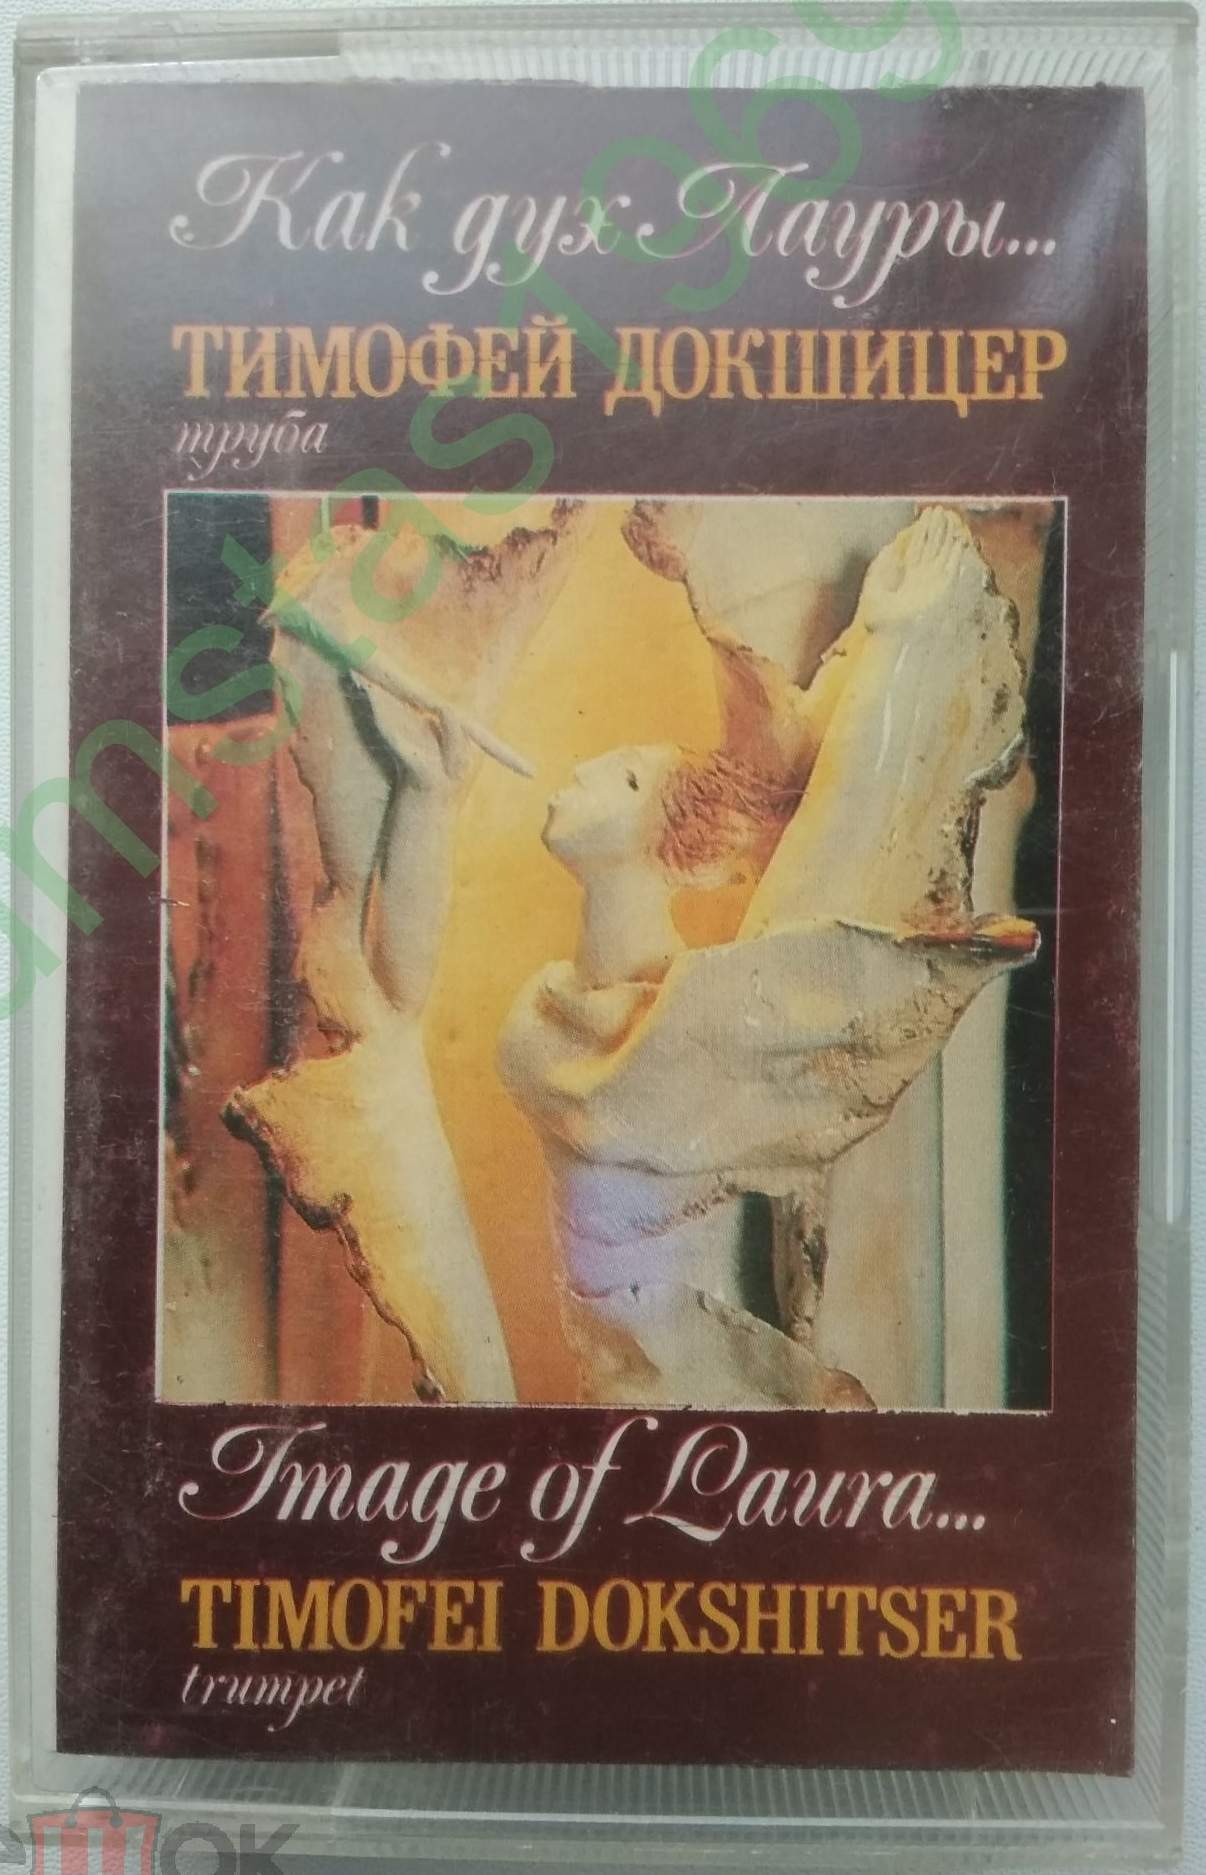 Как дух Лауры...
ТИМОФЕЙ ДОКШИЦЕР
труба
Image of Laura...
TIMOFEI DOKSHITSER
trumpet